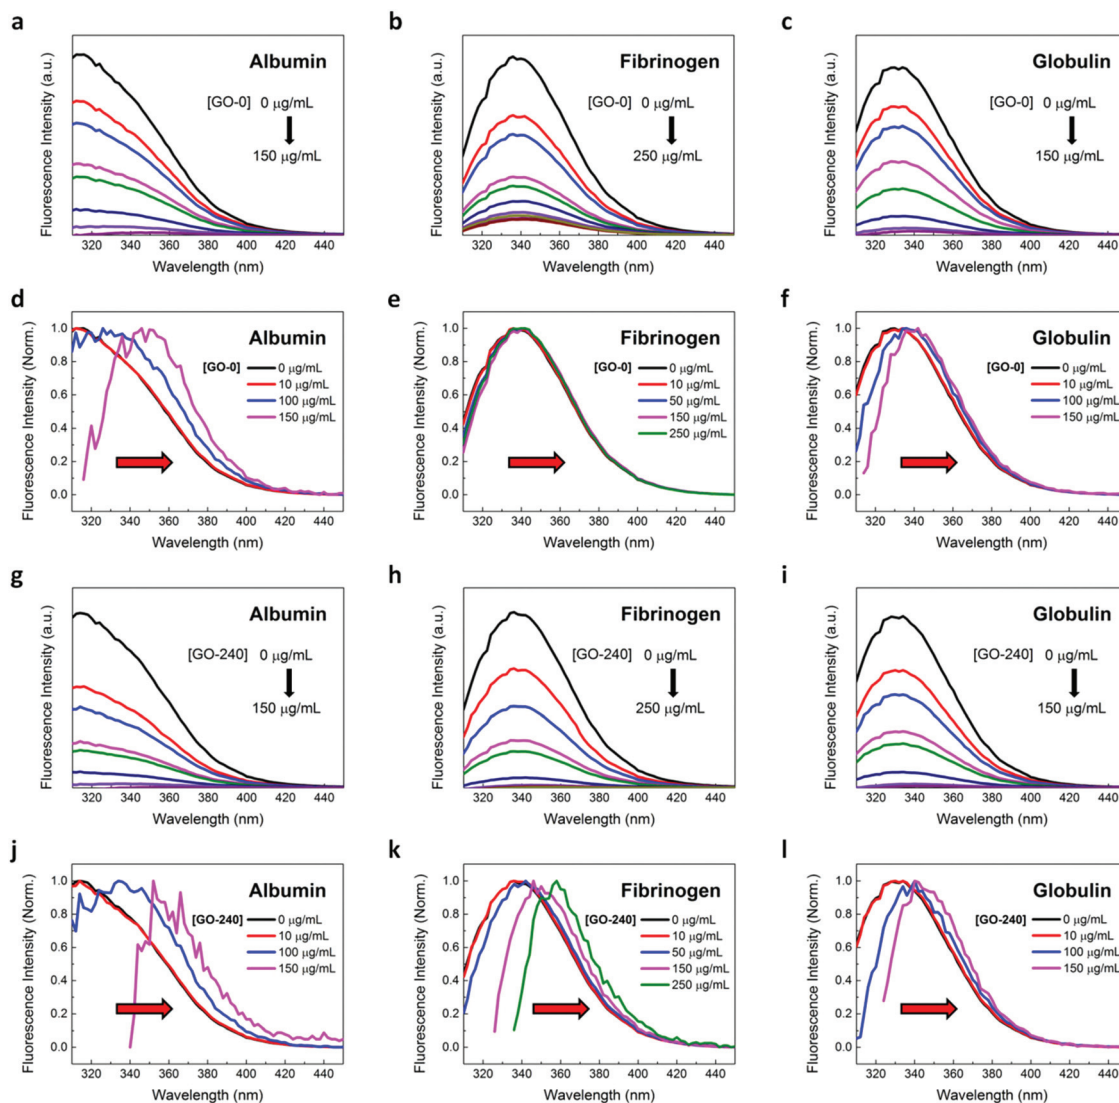 a
Albumin
[GO-0] 0 μg/mL
150 μg/mL
Fluorescence Intensity (a.u.)
320 340 360 380 400 420 440
Wavelength (nm)
b
Fibrinogen
[GO-0] 0 μg/mL
250 μg/mL
Fluorescence Intensity (a.u.)
320 340 360 380 400 420 440
Wavelength (nm)
c
Globulin
[GO-0] 0 μg/mL
150 μg/mL
Fluorescence Intensity (a.u.)
320 340 360 380 400 420 440
Wavelength (nm)
d
Albumin
[GO-0] 0 μg/mL
10 μg/mL
100 μg/mL
150 μg/mL
Fluorescence Intensity (Norm.)
1.0
0.8
0.6
0.4
0.2
0.0
320 340 360 380 400 420 440
Wavelength (nm)
e
Fibrinogen
[GO-0] 0 μg/mL
10 μg/mL
50 μg/mL
150 μg/mL
250 μg/mL
Fluorescence Intensity (Norm.)
1.0
0.8
0.6
0.4
0.2
0.0
320 340 360 380 400 420 440
Wavelength (nm)
f
Globulin
[GO-0] 0 μg/mL
10 μg/mL
100 μg/mL
150 μg/mL
Fluorescence Intensity (Norm.)
1.0
0.8
0.6
0.4
0.2
0.0
320 340 360 380 400 420 440
Wavelength (nm)
g
Albumin
[GO-240] 0 μg/mL
150 μg/mL
Fluorescence Intensity (a.u.)
320 340 360 380 400 420 440
Wavelength (nm)
h
Fibrinogen
[GO-240] 0 μg/mL
250 μg/mL
Fluorescence Intensity (a.u.)
320 340 360 380 400 420 440
Wavelength (nm)
i
Globulin
[GO-240] 0 μg/mL
150 μg/mL
Fluorescence Intensity (a.u.)
320 340 360 380 400 420 440
Wavelength (nm)
j
Albumin
[GO-240] 0 μg/mL
10 μg/mL
100 μg/mL
150 μg/mL
Fluorescence Intensity (Norm.)
1.0
0.8
0.6
0.4
0.2
0.0
320 340 360 380 400 420 440
Wavelength (nm)
k
Fibrinogen
[GO-240] 0 μg/mL
10 μg/mL
50 μg/mL
150 μg/mL
250 μg/mL
Fluorescence Intensity (Norm.)
1.0
0.8
0.6
0.4
0.2
0.0
320 340 360 380 400 420 440
Wavelength (nm)
l
Globulin
[GO-240] 0 μg/mL
10 μg/mL
100 μg/mL
150 μg/mL
Fluorescence Intensity (Norm.)
1.0
0.8
0.6
0.4
0.2
0.0
320 340 360 380 400 420 440
Wavelength (nm)